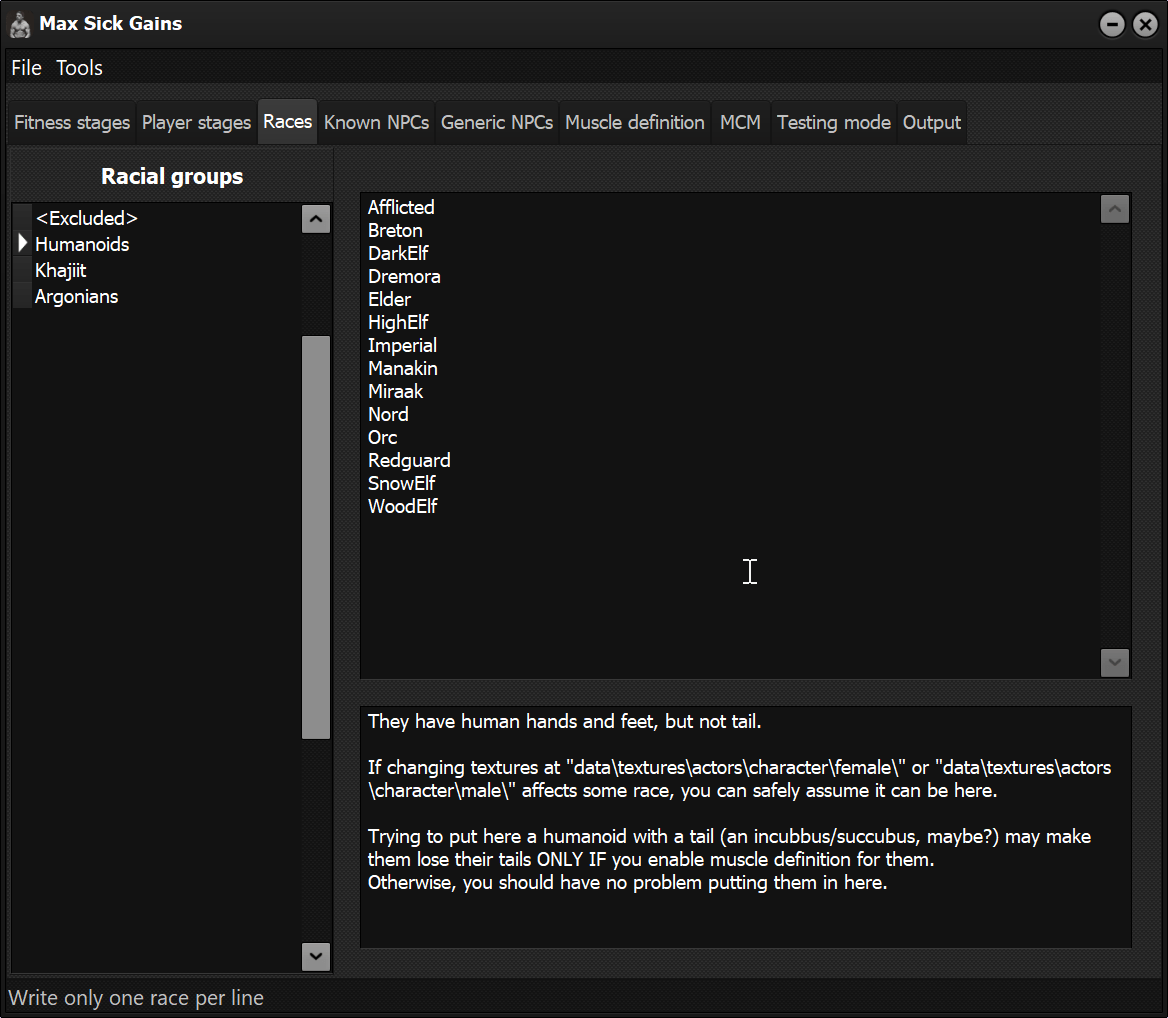 Max Sick Gains
File Tools
Fitness stages Player stages Races Known NPCs Generic NPCs Muscle definition MCM Testing mode Output
Racial groups
<Excluded>
Humanoids
Khajiit
Argonians
Afflicted
Breton
DarkElf
Dremora
Elder
HighElf
Imperial
Manakin
Miraak
Nord
Orc
Redguard
SnowElf
WoodElf
They have human hands and feet, but not tail.
If changing textures at "data\textures\actors\character\female\" or "data\textures\actors
\character\male\" affects some race, you can safely assume it can be here.
Trying to put here a humanoid with a tail (an incubbus/succubus, maybe?) may make
them lose their tails ONLY IF you enable muscle definition for them.
Otherwise, you should have no problem putting them in here.
Write only one race per line